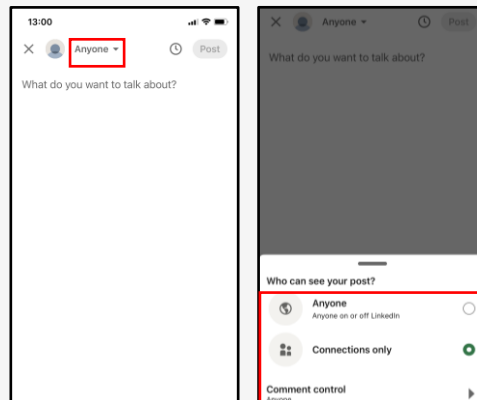 13:00
Anyone
Post
What do you want to talk about?
Anyone
Post
What do you want to talk about?
Who can see your post?
Anyone
Anyone on or off LinkedIn
Connections only
Comment control
Anyone